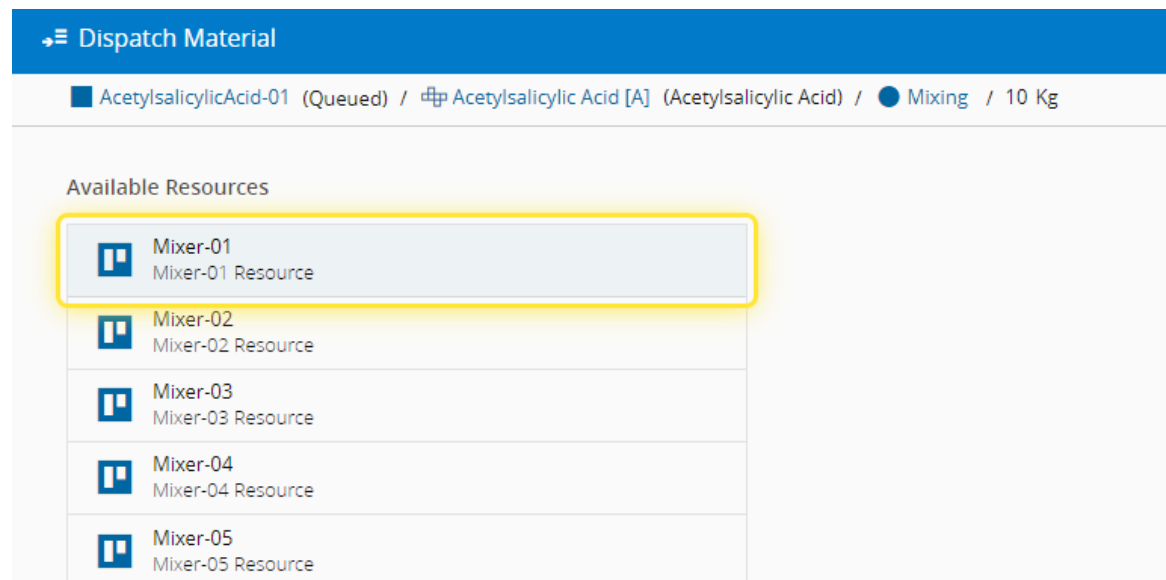 Dispatch Material
AcetylsalicylicAcid-01 (Queued) / Acetylsalicylic Acid [A] (Acetylsalicylic Acid) / Mixing / 10 Kg
Available Resources
Mixer-01
Mixer-01 Resource
Mixer-02
Mixer-02 Resource
Mixer-03
Mixer-03 Resource
Mixer-04
Mixer-04 Resource
Mixer-05
Mixer-05 Resource